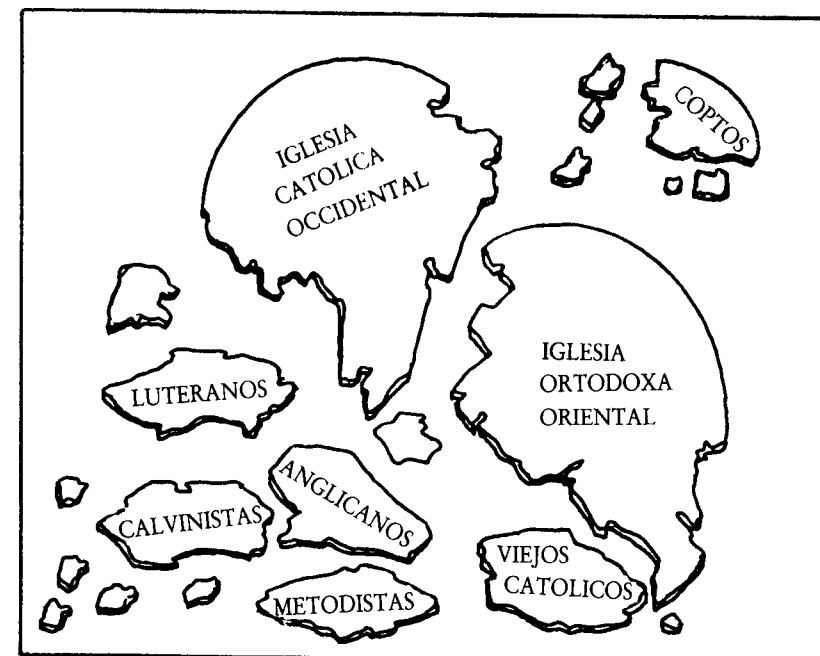 IGLESIA
CATOLICA
OCCIDENTAL
COPTOS
IGLESIA
ORTODOXA
ORIENTAL
LUTERANOS
ANGLICANOS
CALVINISTAS
VIEJOS
CATOLICOS
METODISTAS